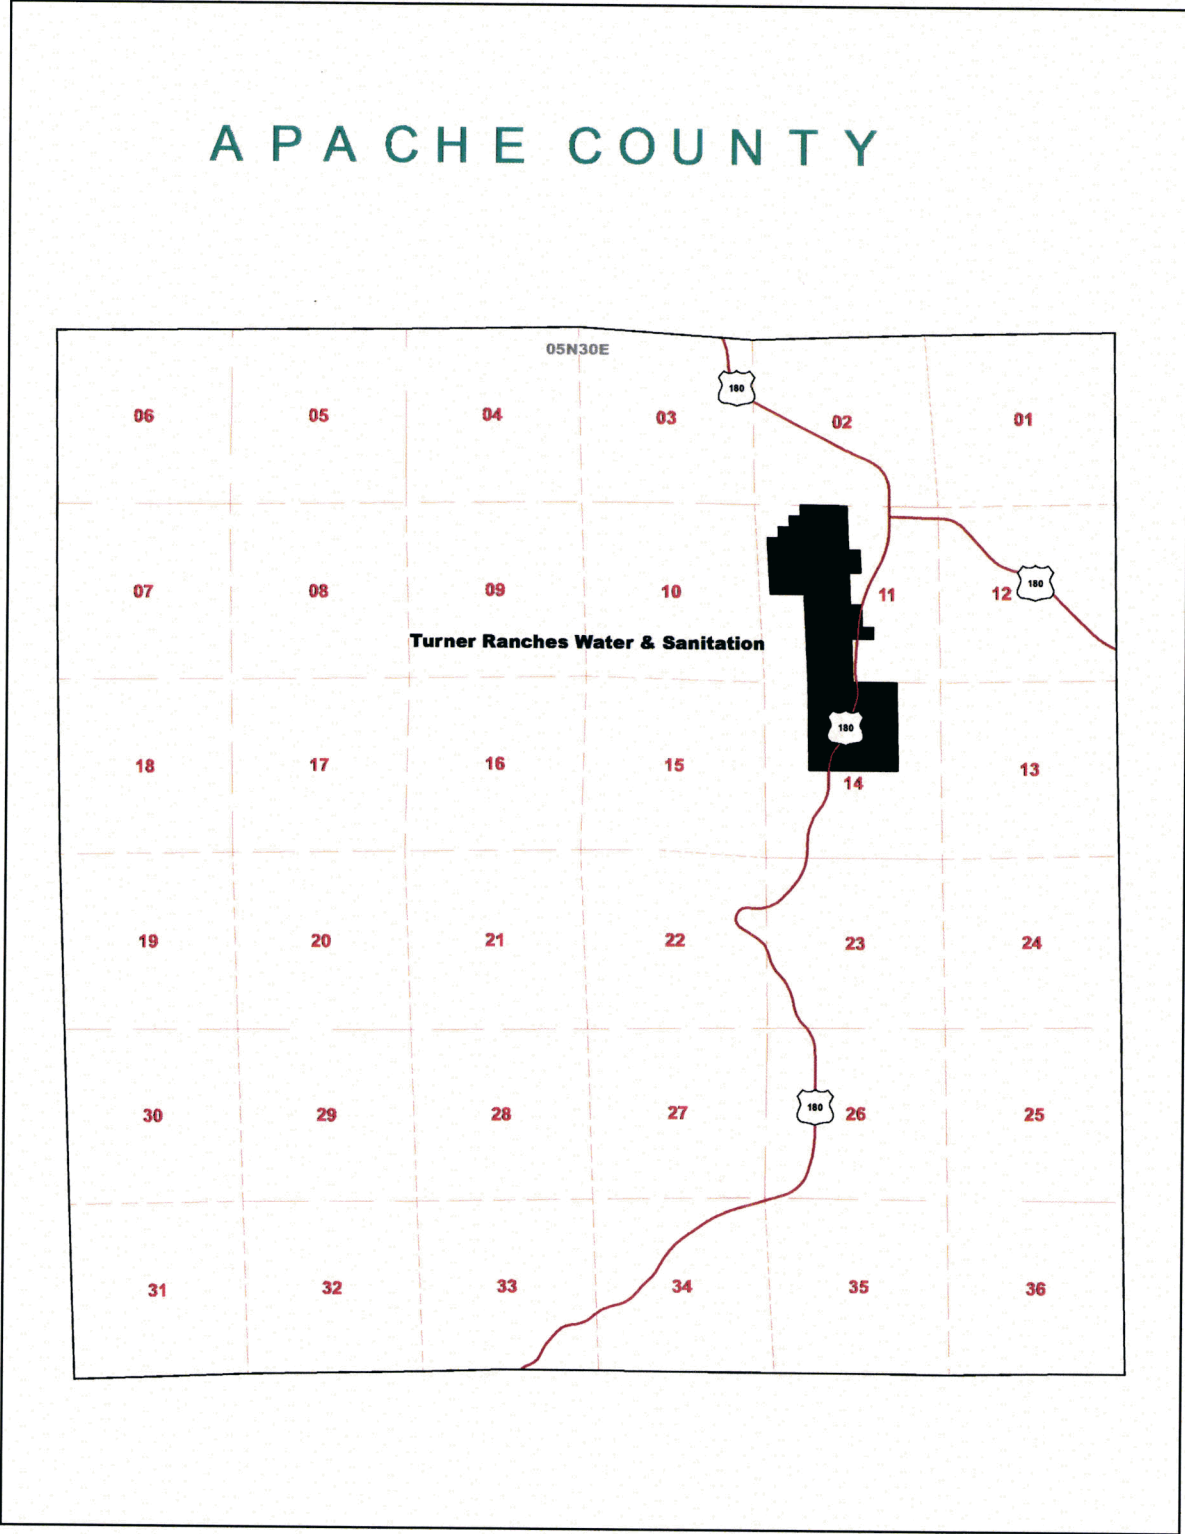 APACHE COUNTY
05N30E
180
06 05 04 03 02 01
180
07 08 09 10 11 12
Turner Ranches Water & Sanitation
180
18 17 16 15 14 13
19 20 21 22 23 24
180
30 29 28 27 26 25
31 32 33 34 35 36